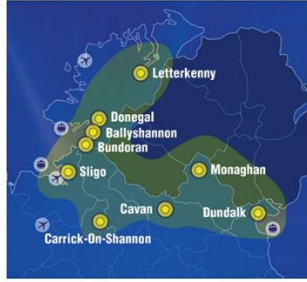 Letterkenny
Donegal
Ballyshannon
Bundoran
Sligo
Monaghan
Cavan
Dundalk
Carrick-On-Shannon